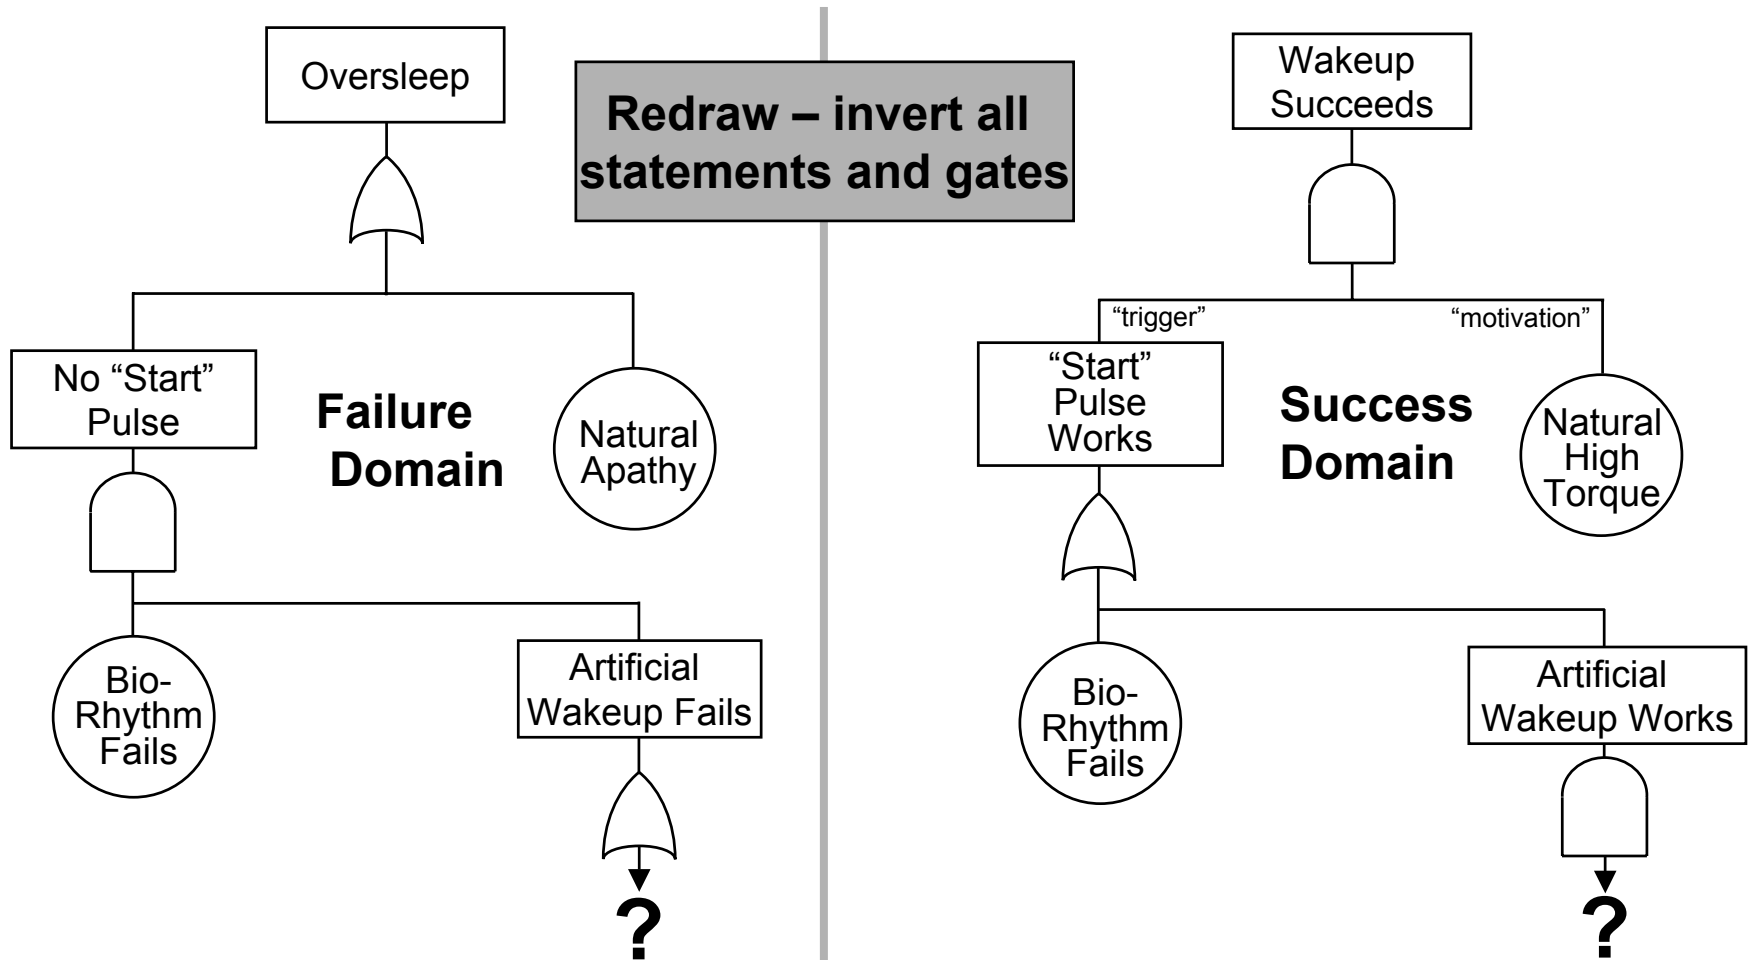 Oversleep
Redraw – invert all
statements and gates
Wakeup
Succeeds
No “Start”
Pulse
Failure
Domain
Natural
Apathy
“trigger”
“motivation”
“Start”
Pulse
Works
Success
Domain
Natural
High
Torque
Bio-
Rhythm
Fails
Artificial
Wakeup Fails
?
Bio-
Rhythm
Fails
Artificial
Wakeup Works
?